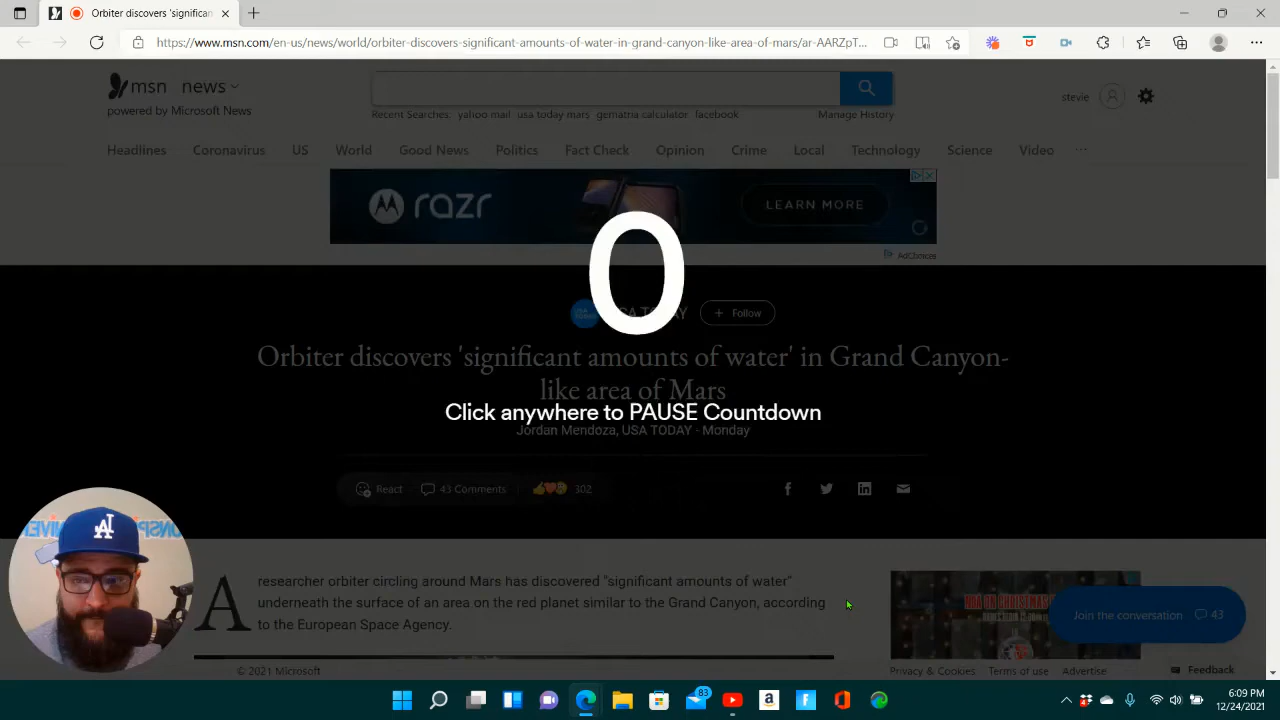 Orbiter discovers 'significan
https://www.msn.com/en-us/news/world/orbiter-discovers-significant-amounts-of-water-in-grand-canyon-like-area-of-mars/ar-AARZpT...
msn news
powered by Microsoft News
Recent Searches: yahoo mail usa today mars gematria calculator facebook Manage History
stevie
Headlines Coronavirus US World Good News Politics Fact Check Opinion Crime Local Technology Science Video ...
razr LEARN MORE
AdChoices
0
USA TODAY + Follow
Orbiter discovers 'significant amounts of water' in Grand Canyon-
like area of Mars
Click anywhere to PAUSE Countdown
Jordan Mendoza, USA TODAY - Monday
React 43 Comments 302
LA
A researcher orbiter circling around Mars has discovered "significant amounts of water"
underneath the surface of an area on the red planet similar to the Grand Canyon, according
to the European Space Agency.
Join the conversation 43
© 2021 Microsoft Privacy & Cookies Terms of use Advertise Feedback
83
6:09 PM
12/24/2021